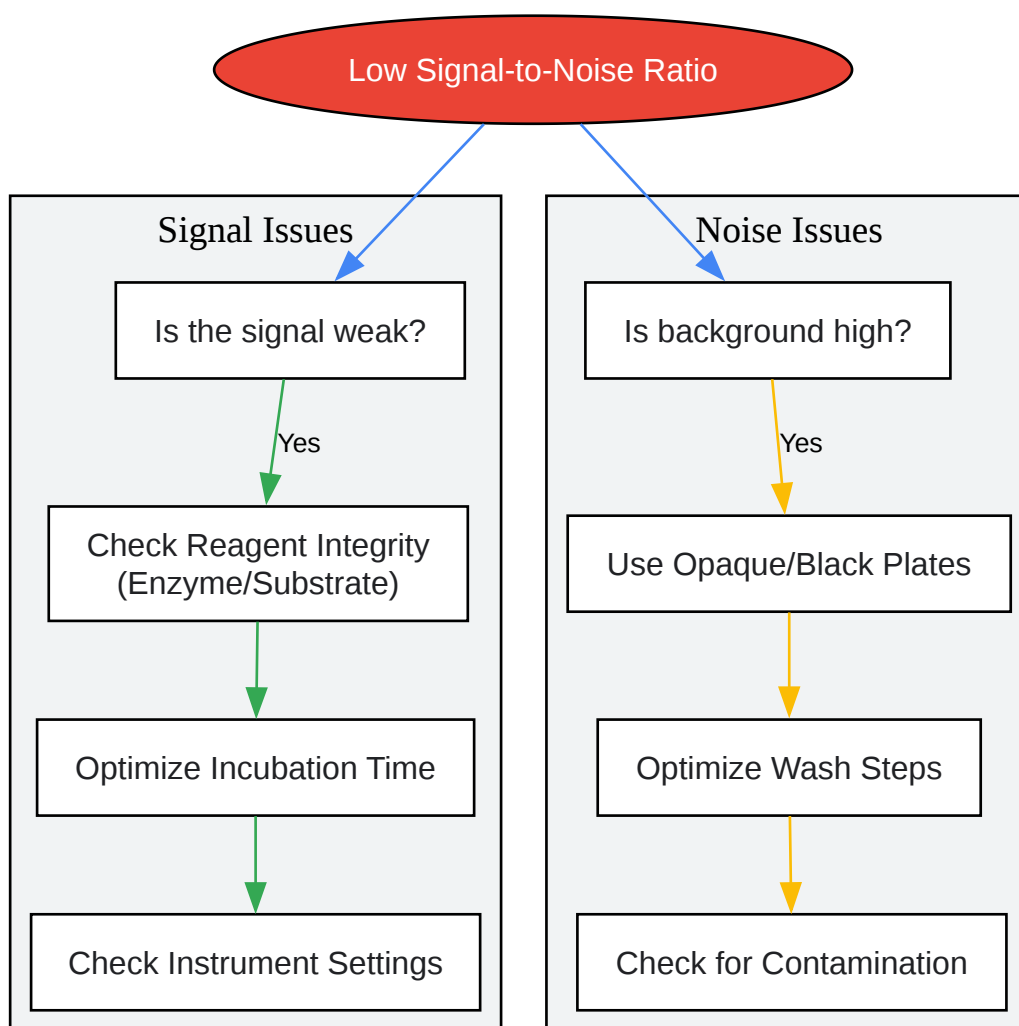 Low Signal-to-Noise Ratio
Signal Issues
Is the signal weak?
Yes
Check Reagent Integrity
(Enzyme/Substrate)
Optimize Incubation Time
Check Instrument Settings
Noise Issues
Is background high?
Yes
Use Opaque/Black Plates
Optimize Wash Steps
Check for Contamination